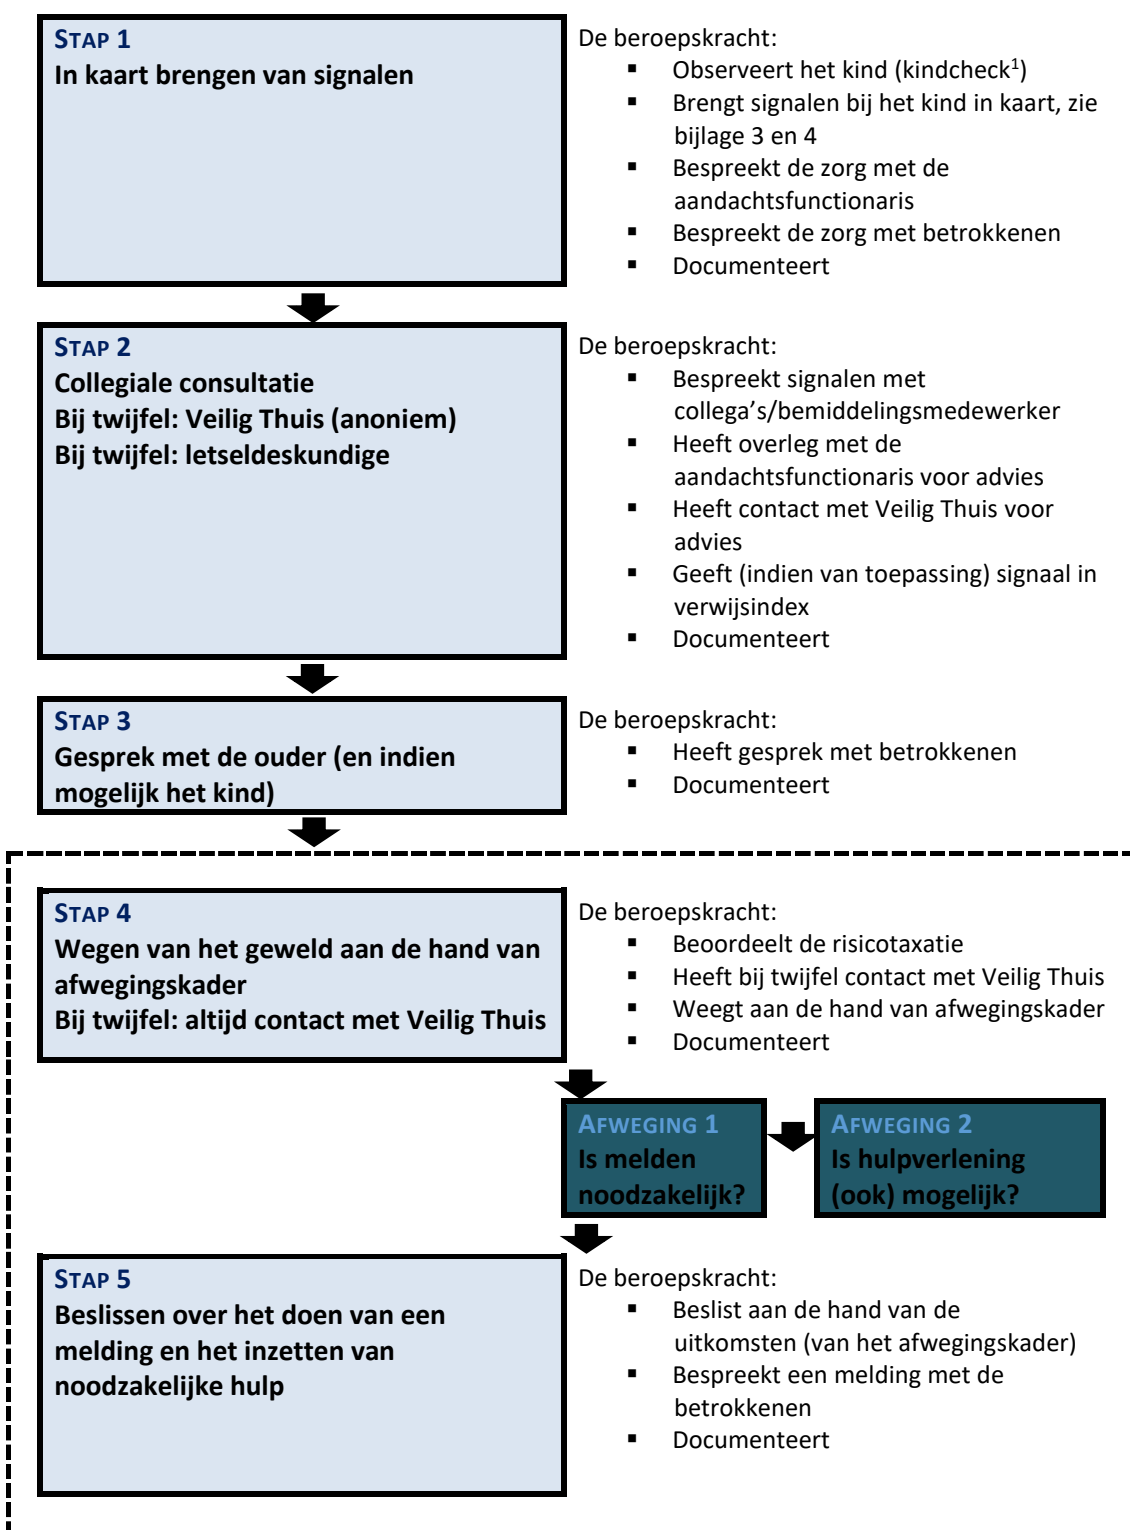 STAP 1
In kaart brengen van signalen
De beroepskracht:
▪ Observeert het kind (kindcheck¹)
▪ Brengt signalen bij het kind in kaart, zie
bijlage 3 en 4
▪ Bespreekt de zorg met de
aandachtsfunctionaris
▪ Bespreekt de zorg met betrokkenen
▪ Documenteert
STAP 2
Collegiale consultatie
Bij twijfel: Veilig Thuis (anoniem)
Bij twijfel: letseldeskundige
De beroepskracht:
▪ Bespreekt signalen met
collega’s/bemiddelingsmedewerker
▪ Heeft overleg met de
aandachtsfunctionaris voor advies
▪ Heeft contact met Veilig Thuis voor
advies
▪ Geeft (indien van toepassing) signaal in
verwijsindex
▪ Documenteert
STAP 3
Gesprek met de ouder (en indien
mogelijk het kind)
De beroepskracht:
▪ Heeft gesprek met betrokkenen
▪ Documenteert
STAP 4
Wegen van het geweld aan de hand van
afwegingskader
Bij twijfel: altijd contact met Veilig Thuis
De beroepskracht:
▪ Beoordeelt de risicotaxatie
▪ Heeft bij twijfel contact met Veilig Thuis
▪ Weegt aan de hand van afwegingskader
▪ Documenteert
AFWEGING 1
Is melden
noodzakelijk?
AFWEGING 2
Is hulpverlening
(ook) mogelijk?
STAP 5
Beslissen over het doen van een
melding en het inzetten van
noodzakelijke hulp
De beroepskracht:
▪ Beslist aan de hand van de
uitkomsten (van het afwegingskader)
▪ Bespreekt een melding met de
betrokkenen
▪ Documenteert